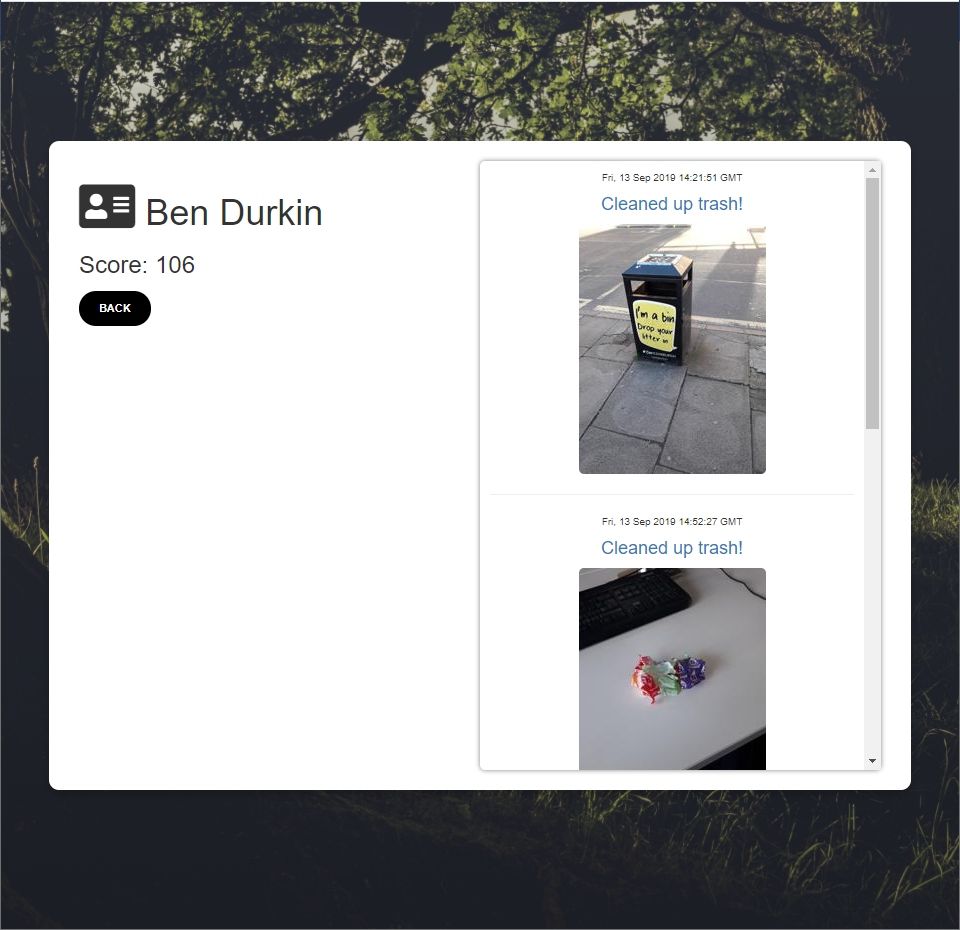 Ben Durkin
Score: 106
BACK
Fri, 13 Sep 2019 14:21:51 GMT
Cleaned up trash!
I'm a bin
Drop your
litter in
Fri, 13 Sep 2019 14:52:27 GMT
Cleaned up trash!